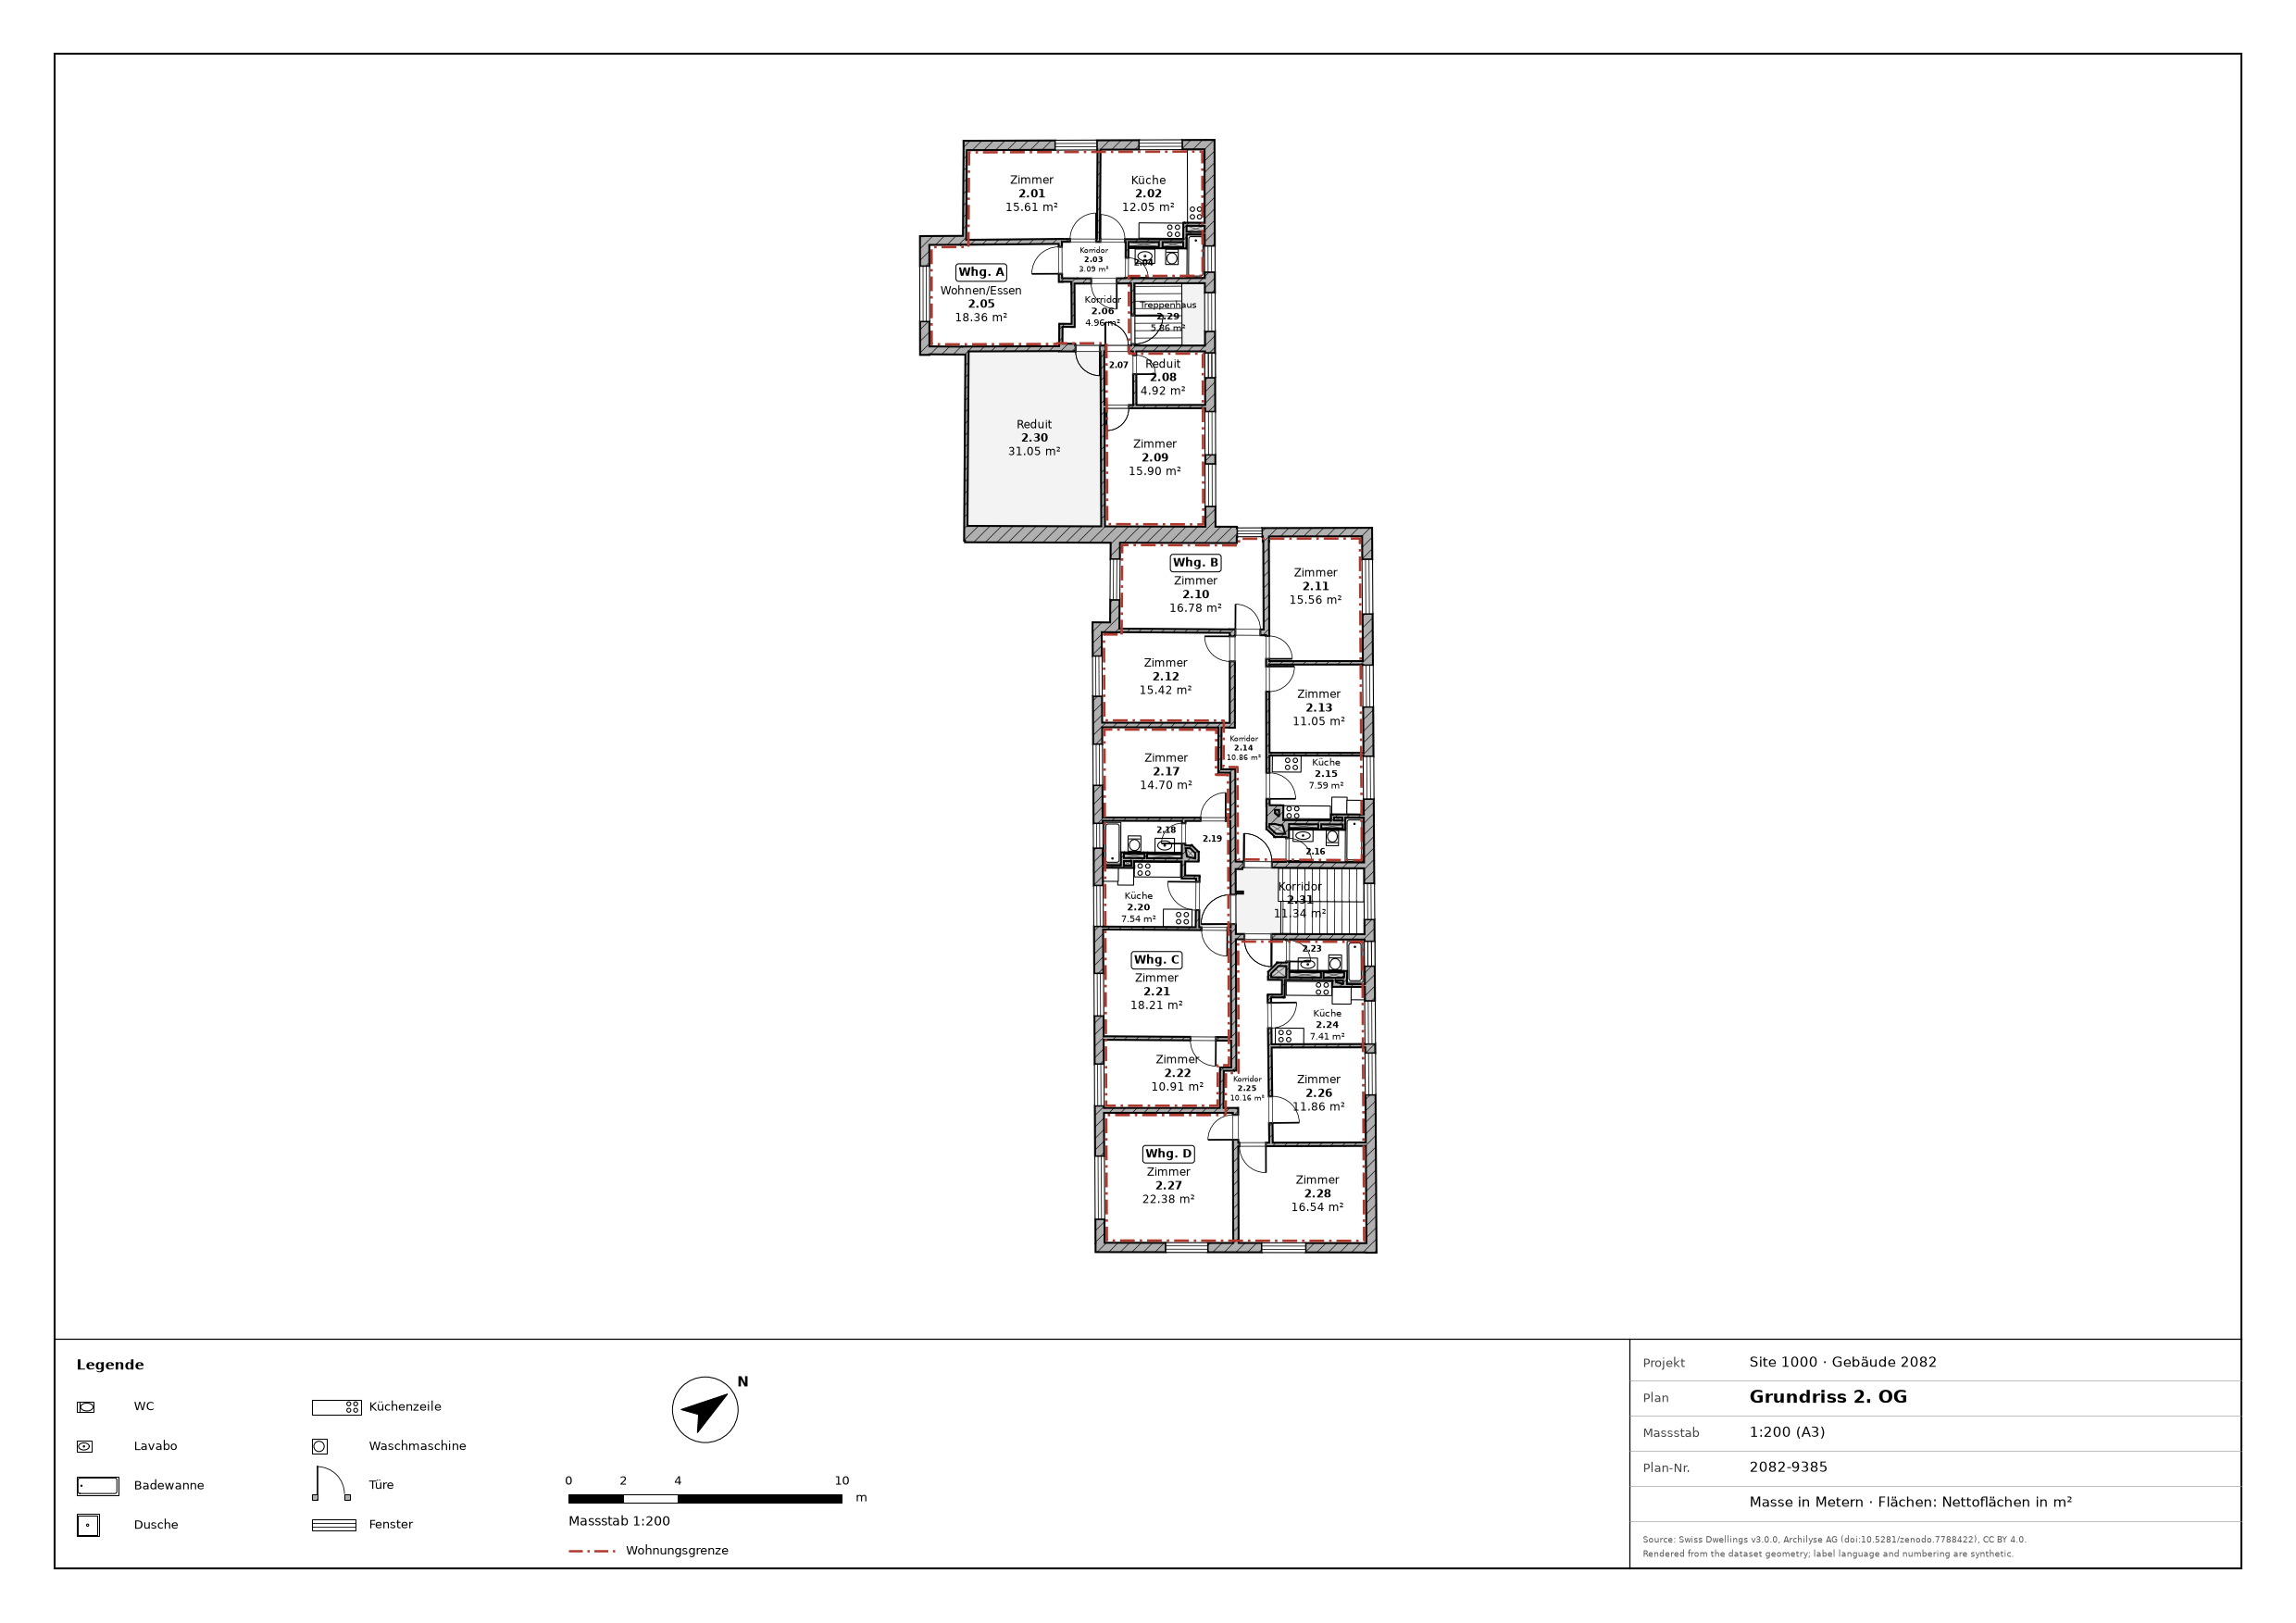 Zimmer
2.01
15.61 m²
Küche
2.02
12.05 m²
Korridor
2.03
3.09 m²
2.04
Whg. A
Wohnen/Essen
2.05
18.36 m²
Korridor
2.06
4.96 m²
Treppenhaus
2.29
5.86 m²
2.07
Reduit
2.08
4.92 m²
Reduit
2.30
31.05 m²
Zimmer
2.09
15.90 m²
Whg. B
Zimmer
2.10
16.78 m²
Zimmer
2.11
15.56 m²
Zimmer
2.12
15.42 m²
Zimmer
2.13
11.05 m²
Korridor
2.14
10.86 m²
Küche
2.15
7.59 m²
Zimmer
2.17
14.70 m²
2.18
2.19
2.16
Küche
2.20
7.54 m²
Korridor
2.31
11.34 m²
2.23
Whg. C
Zimmer
2.21
18.21 m²
Küche
2.24
7.41 m²
Zimmer
2.22
10.91 m²
Korridor
2.25
10.16 m²
Zimmer
2.26
11.86 m²
Whg. D
Zimmer
2.27
22.38 m²
Zimmer
2.28
16.54 m²
Legende
WC
Lavabo
Badewanne
Dusche
Küchenzeile
Waschmaschine
Türe
Fenster
N
0 2 4 10
m
Massstab 1:200
Wohnungsgrenze
Projekt Site 1000 · Gebäude 2082
Plan Grundriss 2. OG
Massstab 1:200 (A3)
Plan-Nr. 2082-9385
Masse in Metern · Flächen: Nettoflächen in m²
Source: Swiss Dwellings v3.0.0, Archilyse AG (doi:10.5281/zenodo.7788422), CC BY 4.0.
Rendered from the dataset geometry; label language and numbering are synthetic.